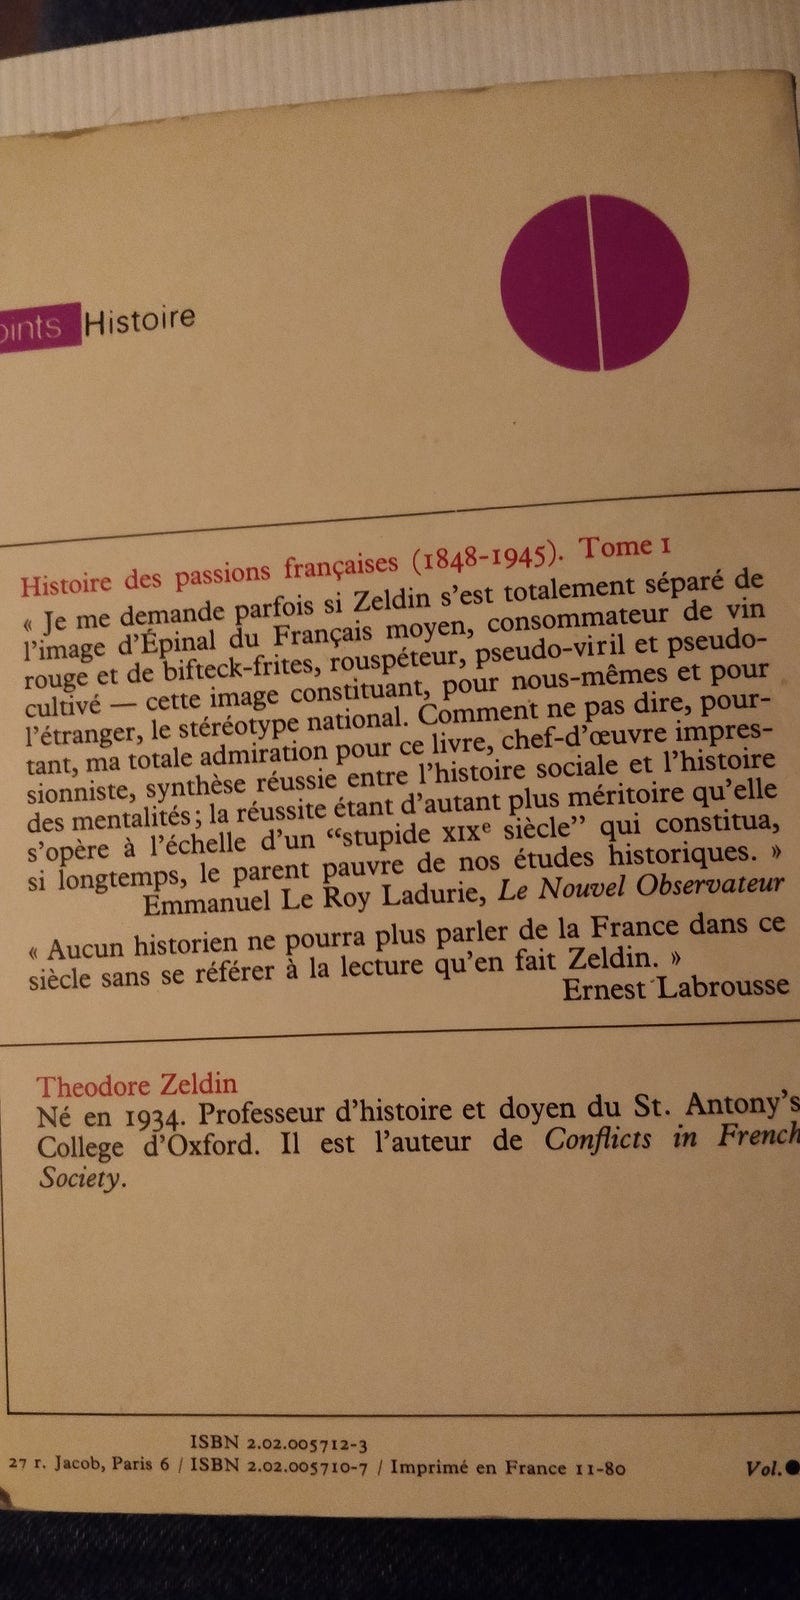 oints Histoire
Histoire des passions françaises (1848-1945). Tome 1
« Je me demande parfois si Zeldin s'est totalement séparé de
l'image d'Épinal du Français moyen, consommateur de vin
rouge et de bifteck-frites, rouspéteur, pseudo-viril et pseudo-
cultivé — cette image constituant, pour nous-mêmes et pour
l'étranger, le stéréotype national. Comment ne pas dire, pour-
tant, ma totale admiration pour ce livre, chef-d'œuvre impres-
sionniste, synthèse réussie entre l'histoire sociale et l'histoire
des mentalités; la réussite étant d'autant plus méritoire qu'elle
s'opère à l'échelle d'un “stupide XIXe siècle” qui constitua,
si longtemps, le parent pauvre de nos études historiques. »
Emmanuel Le Roy Ladurie, Le Nouvel Observateur
« Aucun historien ne pourra plus parler de la France dans ce
siècle sans se référer à la lecture qu'en fait Zeldin. »
Ernest Labrousse
Theodore Zeldin
Né en 1934. Professeur d'histoire et doyen du St. Antony's
College d'Oxford. Il est l'auteur de Conflicts in French
Society.
ISBN 2.02.005712-3
27 r. Jacob, Paris 6 / ISBN 2.02.005710-7 / Imprimé en France 11-80 Vol.